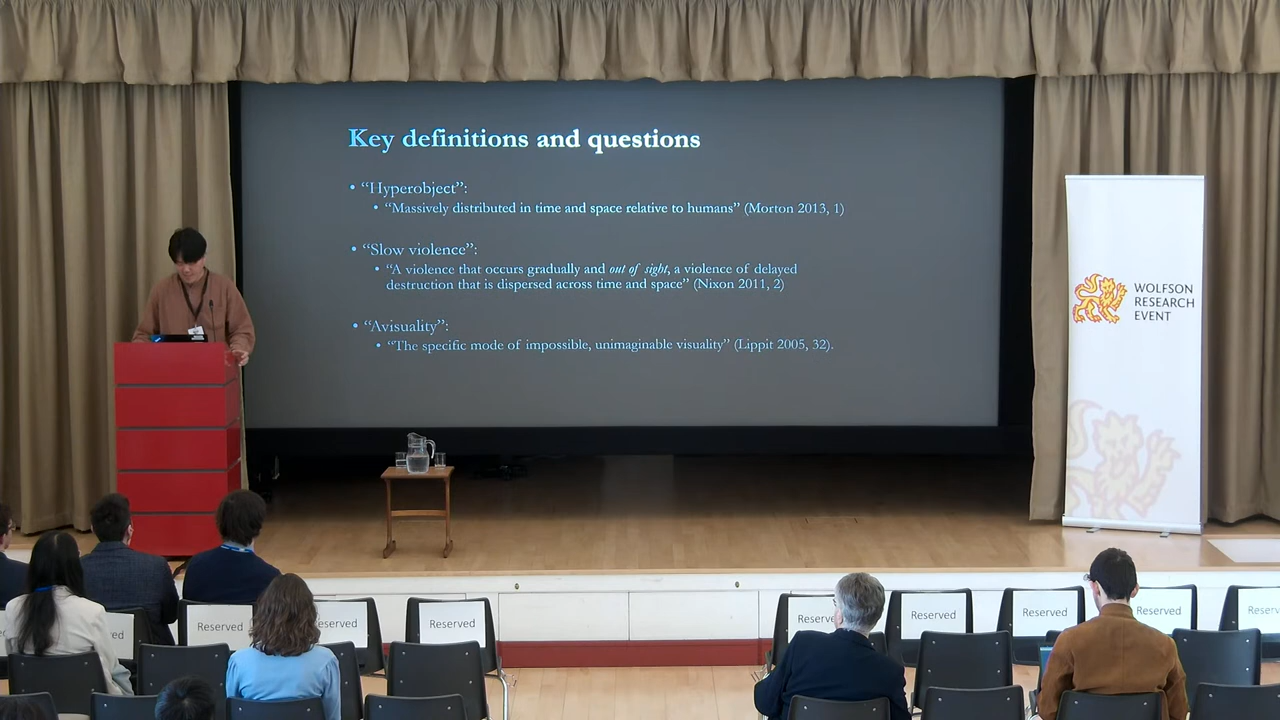 Key definitions and questions
• “Hyperobject”:
• “Massively distributed in time and space relative to humans” (Morton 2013, 1)
• “Slow violence”:
• “A violence that occurs gradually and out of sight, a violence of delayed
destruction that is dispersed across time and space” (Nixon 2011, 2)
• “Avisuality”:
• “The specific mode of impossible, unimaginable visuality” (Lippit 2005, 32).
WOLFSON
RESEARCH
EVENT
Reserved
Reserved
Reserved
Reserved
Reserved